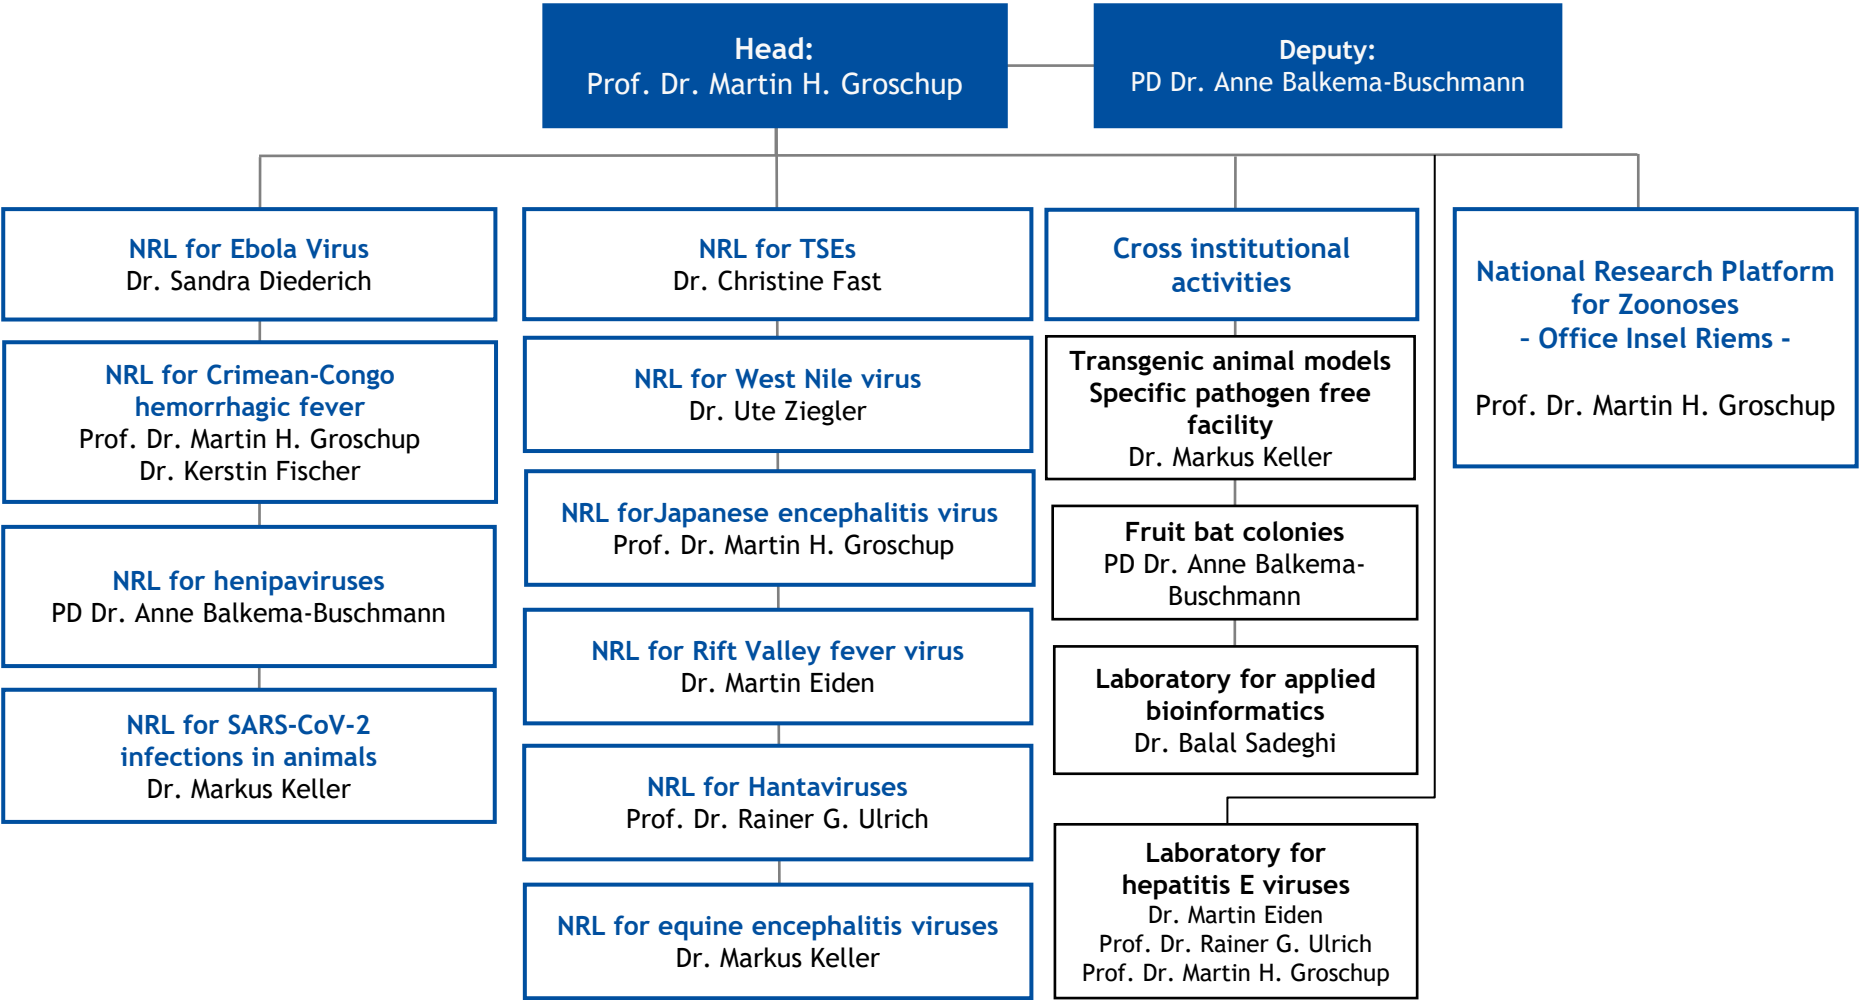 Head:
Prof. Dr. Martin H. Groschup
Deputy:
PD Dr. Anne Balkema-Buschmann
NRL for Ebola Virus
Dr. Sandra Diederich
NRL for Crimean-Congo
hemorrhagic fever
Prof. Dr. Martin H. Groschup
Dr. Kerstin Fischer
NRL for henipaviruses
PD Dr. Anne Balkema-Buschmann
NRL for SARS-CoV-2
infections in animals
Dr. Markus Keller
NRL for TSEs
Dr. Christine Fast
NRL for West Nile virus
Dr. Ute Ziegler
NRL forJapanese encephalitis virus
Prof. Dr. Martin H. Groschup
NRL for Rift Valley fever virus
Dr. Martin Eiden
NRL for Hantaviruses
Prof. Dr. Rainer G. Ulrich
NRL for equine encephalitis viruses
Dr. Markus Keller
Cross institutional
activities
Transgenic animal models
Specific pathogen free
facility
Dr. Markus Keller
Fruit bat colonies
PD Dr. Anne Balkema-
Buschmann
Laboratory for applied
bioinformatics
Dr. Balal Sadeghi
Laboratory for
hepatitis E viruses
Dr. Martin Eiden
Prof. Dr. Rainer G. Ulrich
Prof. Dr. Martin H. Groschup
National Research Platform
for Zoonoses
- Office Insel Riems -
Prof. Dr. Martin H. Groschup